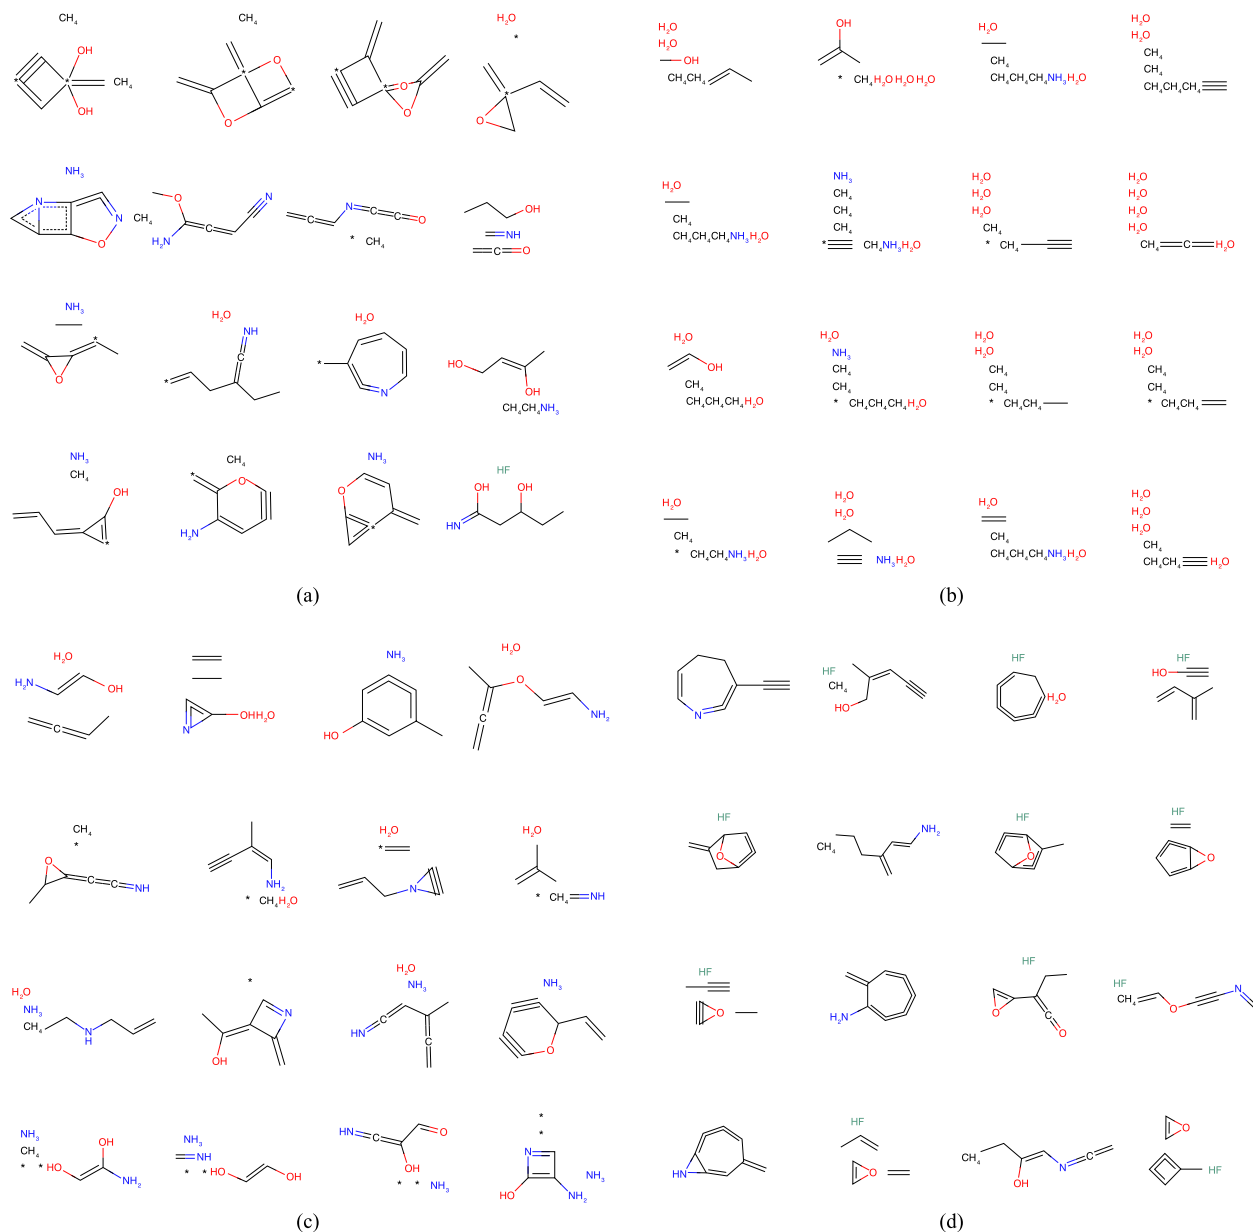 CH₄ CH₄ H₂O
*
OH O
* * CH₄ * * * O *
OH O O O
NH₃
N N O CH₄ N N C C O OH
O H₂N C C * CH₄ NH
C O
NH₃ H₂O H₂O
* NH HO
O * C * N OH
CH₄CH₄NH₃
NH₃ CH₄ NH₃ HF
CH₄ OH * O O OH OH
* H₂N * HN
(a)
H₂O OH H₂O H₂O
H₂O H₂O
OH CH₄ CH₄
CH₄CH₄ * CH₄H₂OH₂OH₂O CH₄CH₄CH₄NH₃H₂O CH₄
CH₄CH₄CH₄
H₂O NH₃ H₂O H₂O
CH₄ H₂O H₂O
CH₄ CH₄ H₂O H₂O
CH₄CH₄CH₄NH₃H₂O CH₄ CH₄ H₂O
* CH₄NH₃H₂O * CH₄ CH₄ C H₂O
H₂O H₂O H₂O H₂O
OH NH₃ H₂O H₂O
CH₄ CH₄ CH₄ CH₄
CH₄CH₄CH₄H₂O CH₄ CH₄ CH₄
* CH₄CH₄CH₄H₂O * CH₄CH₄ * CH₄CH₄
H₂O H₂O H₂O H₂O
H₂O H₂O
CH₄ CH₄ H₂O
* CH₄CH₄NH₃H₂O NH₃H₂O CH₄CH₄CH₄NH₃H₂O CH₄
CH₄CH₄ H₂O
(b)
H₂O NH₃ H₂O
H₂N OH O
C N OHH₂O HO C NH₂
CH₄ H₂O H₂O
* *
O C C NH NH₂ N
* CH₄H₂O * CH₄ NH
H₂O * H₂O NH₃
NH₃ NH₃
CH₄ N HN C
N
H OH C O
NH₃ NH₃ HN C O *
CH₄ OH NH OH *
* * HO NH₂ * * HO OH * * NH₃ N NH₃
HO NH₂
(c)
HF HF HF
CH₄ HO
N HO H₂O
HF NH₂ HF HF
O CH₄ O O
HF HF HF
O H₂N O C O CH₄ O N
HF O
HN O CH₄ OH N C HF
(d)